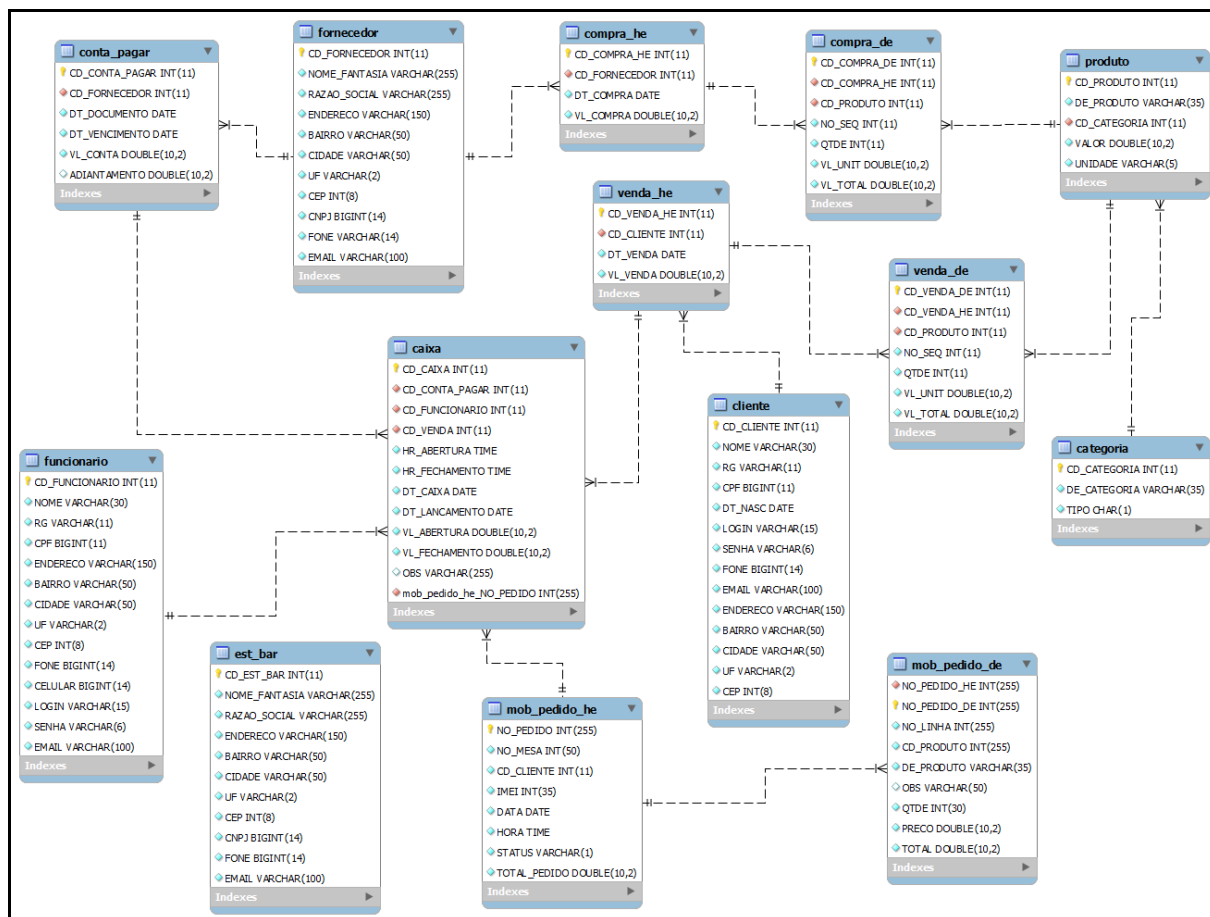 conta_pagar
CD_CONTA_PAGAR INT(11)
CD_FORNECEDOR INT(11)
DT_DOCUMENTO DATE
DT_VENCIMENTO DATE
VL_CONTA DOUBLE(10,2)
ADIANTAMENTO DOUBLE(10,2)
Indexes
fornecedor
CD_FORNECEDOR INT(11)
NOME_FANTASIA VARCHAR(255)
RAZAO_SOCIAL VARCHAR(255)
ENDERECO VARCHAR(150)
BAIRRO VARCHAR(50)
CIDADE VARCHAR(50)
UF VARCHAR(2)
CEP INT(8)
CNPJ BIGINT(14)
FONE VARCHAR(14)
EMAIL VARCHAR(100)
Indexes
compra_he
CD_COMPRA_HE INT(11)
CD_FORNECEDOR INT(11)
DT_COMPRA DATE
VL_COMPRA DOUBLE(10,2)
Indexes
compra_de
CD_COMPRA_DE INT(11)
CD_COMPRA_HE INT(11)
CD_PRODUTO INT(11)
NO_SEQ INT(11)
QTDE INT(11)
VL_UNIT DOUBLE(10,2)
VL_TOTAL DOUBLE(10,2)
Indexes
produto
CD_PRODUTO INT(11)
DE_PRODUTO VARCHAR(35)
CD_CATEGORIA INT(11)
VALOR DOUBLE(10,2)
UNIDADE VARCHAR(5)
Indexes
venda_he
CD_VENDA_HE INT(11)
CD_CLIENTE INT(11)
DT_VENDA DATE
VL_VENDA DOUBLE(10,2)
Indexes
venda_de
CD_VENDA_DE INT(11)
CD_VENDA_HE INT(11)
CD_PRODUTO INT(11)
NO_SEQ INT(11)
QTDE INT(11)
VL_UNIT DOUBLE(10,2)
VL_TOTAL DOUBLE(10,2)
Indexes
caixa
CD_CAIXA INT(11)
CD_CONTA_PAGAR INT(11)
CD_FUNCIONARIO INT(11)
CD_VENDA INT(11)
HR_ABERTURA TIME
HR_FECHAMENTO TIME
DT_CAIXA DATE
DT_LANCAMENTO DATE
VL_ABERTURA DOUBLE(10,2)
VL_FECHAMENTO DOUBLE(10,2)
OBS VARCHAR(255)
mob_pedido_he_NO_PEDIDO INT(255)
Indexes
cliente
CD_CLIENTE INT(11)
NOME VARCHAR(30)
RG VARCHAR(11)
CPF BIGINT(11)
DT_NASC DATE
LOGIN VARCHAR(15)
SENHA VARCHAR(6)
FONE BIGINT(14)
EMAIL VARCHAR(100)
ENDERECO VARCHAR(150)
BAIRRO VARCHAR(50)
CIDADE VARCHAR(50)
UF VARCHAR(2)
CEP INT(8)
Indexes
categoria
CD_CATEGORIA INT(11)
DE_CATEGORIA VARCHAR(35)
TIPO CHAR(1)
Indexes
funcionario
CD_FUNCIONARIO INT(11)
NOME VARCHAR(30)
RG VARCHAR(11)
CPF BIGINT(11)
ENDERECO VARCHAR(150)
BAIRRO VARCHAR(50)
CIDADE VARCHAR(50)
UF VARCHAR(2)
CEP INT(8)
FONE BIGINT(14)
CELULAR BIGINT(14)
LOGIN VARCHAR(15)
SENHA VARCHAR(6)
EMAIL VARCHAR(100)
Indexes
est_bar
CD_EST_BAR INT(11)
NOME_FANTASIA VARCHAR(255)
RAZAO_SOCIAL VARCHAR(255)
ENDERECO VARCHAR(150)
BAIRRO VARCHAR(50)
CIDADE VARCHAR(50)
UF VARCHAR(2)
CEP INT(8)
CNPJ BIGINT(14)
FONE BIGINT(14)
EMAIL VARCHAR(100)
Indexes
mob_pedido_he
NO_PEDIDO INT(255)
NO_MESA INT(50)
CD_CLIENTE INT(11)
IMEI INT(35)
DATA DATE
HORA TIME
STATUS VARCHAR(1)
TOTAL_PEDIDO DOUBLE(10,2)
Indexes
mob_pedido_de
NO_PEDIDO_HE INT(255)
NO_PEDIDO_DE INT(255)
NO_LINHA INT(255)
CD_PRODUTO INT(255)
DE_PRODUTO VARCHAR(35)
OBS VARCHAR(50)
QTDE INT(30)
PRECO DOUBLE(10,2)
TOTAL DOUBLE(10,2)
Indexes